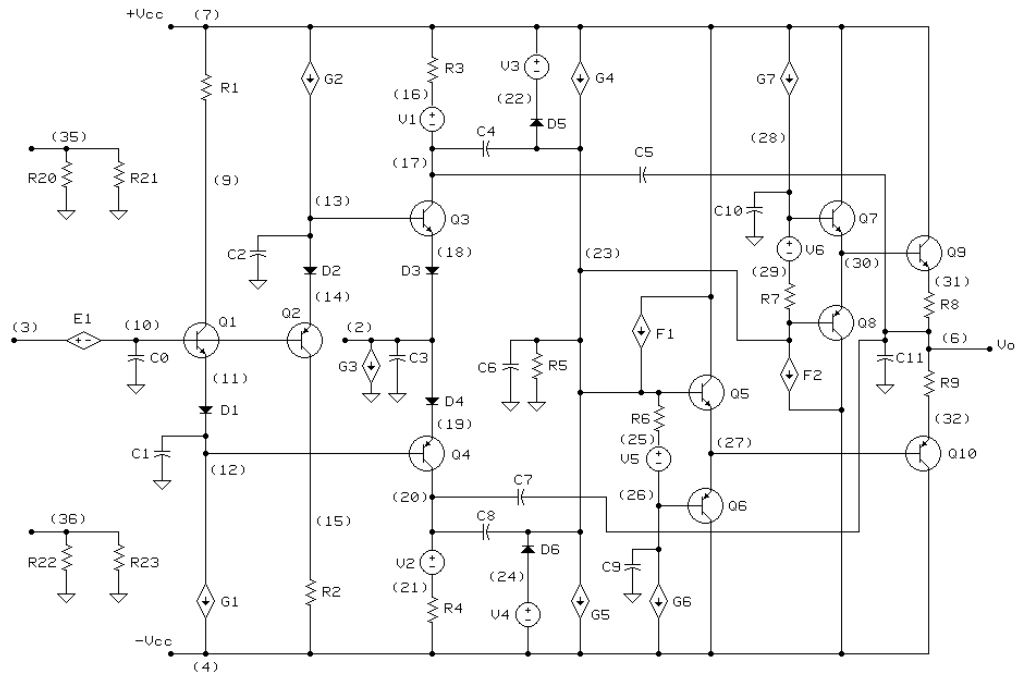 +Vcc (7)
R1
G2
R3
(16)
V1
V3
(22)
D5
G4
G7
(35)
R20
R21
(9)
C4
(17)
C5
(28)
(13)
Q3
C10
Q7
C2
D2
D3
(18)
(23)
V6
(29)
(30)
Q9
(31)
(14)
R7
R8
E1
(3)
+-
(10)
Q1
Q2
(2)
F1
Q8
C0
G3
C3
C6
R5
(6)
Vo
C11
(11)
F2
R9
D1
D4
Q5
R6
(19)
(25)
(27)
(32)
C1
(12)
Q4
V5
Q10
C7
(20)
(26)
Q6
(36)
(15)
C8
R22
R23
V2
D6
(21)
(24)
C9
G1
R2
R4
V4
G5
G6
-Vcc
(4)